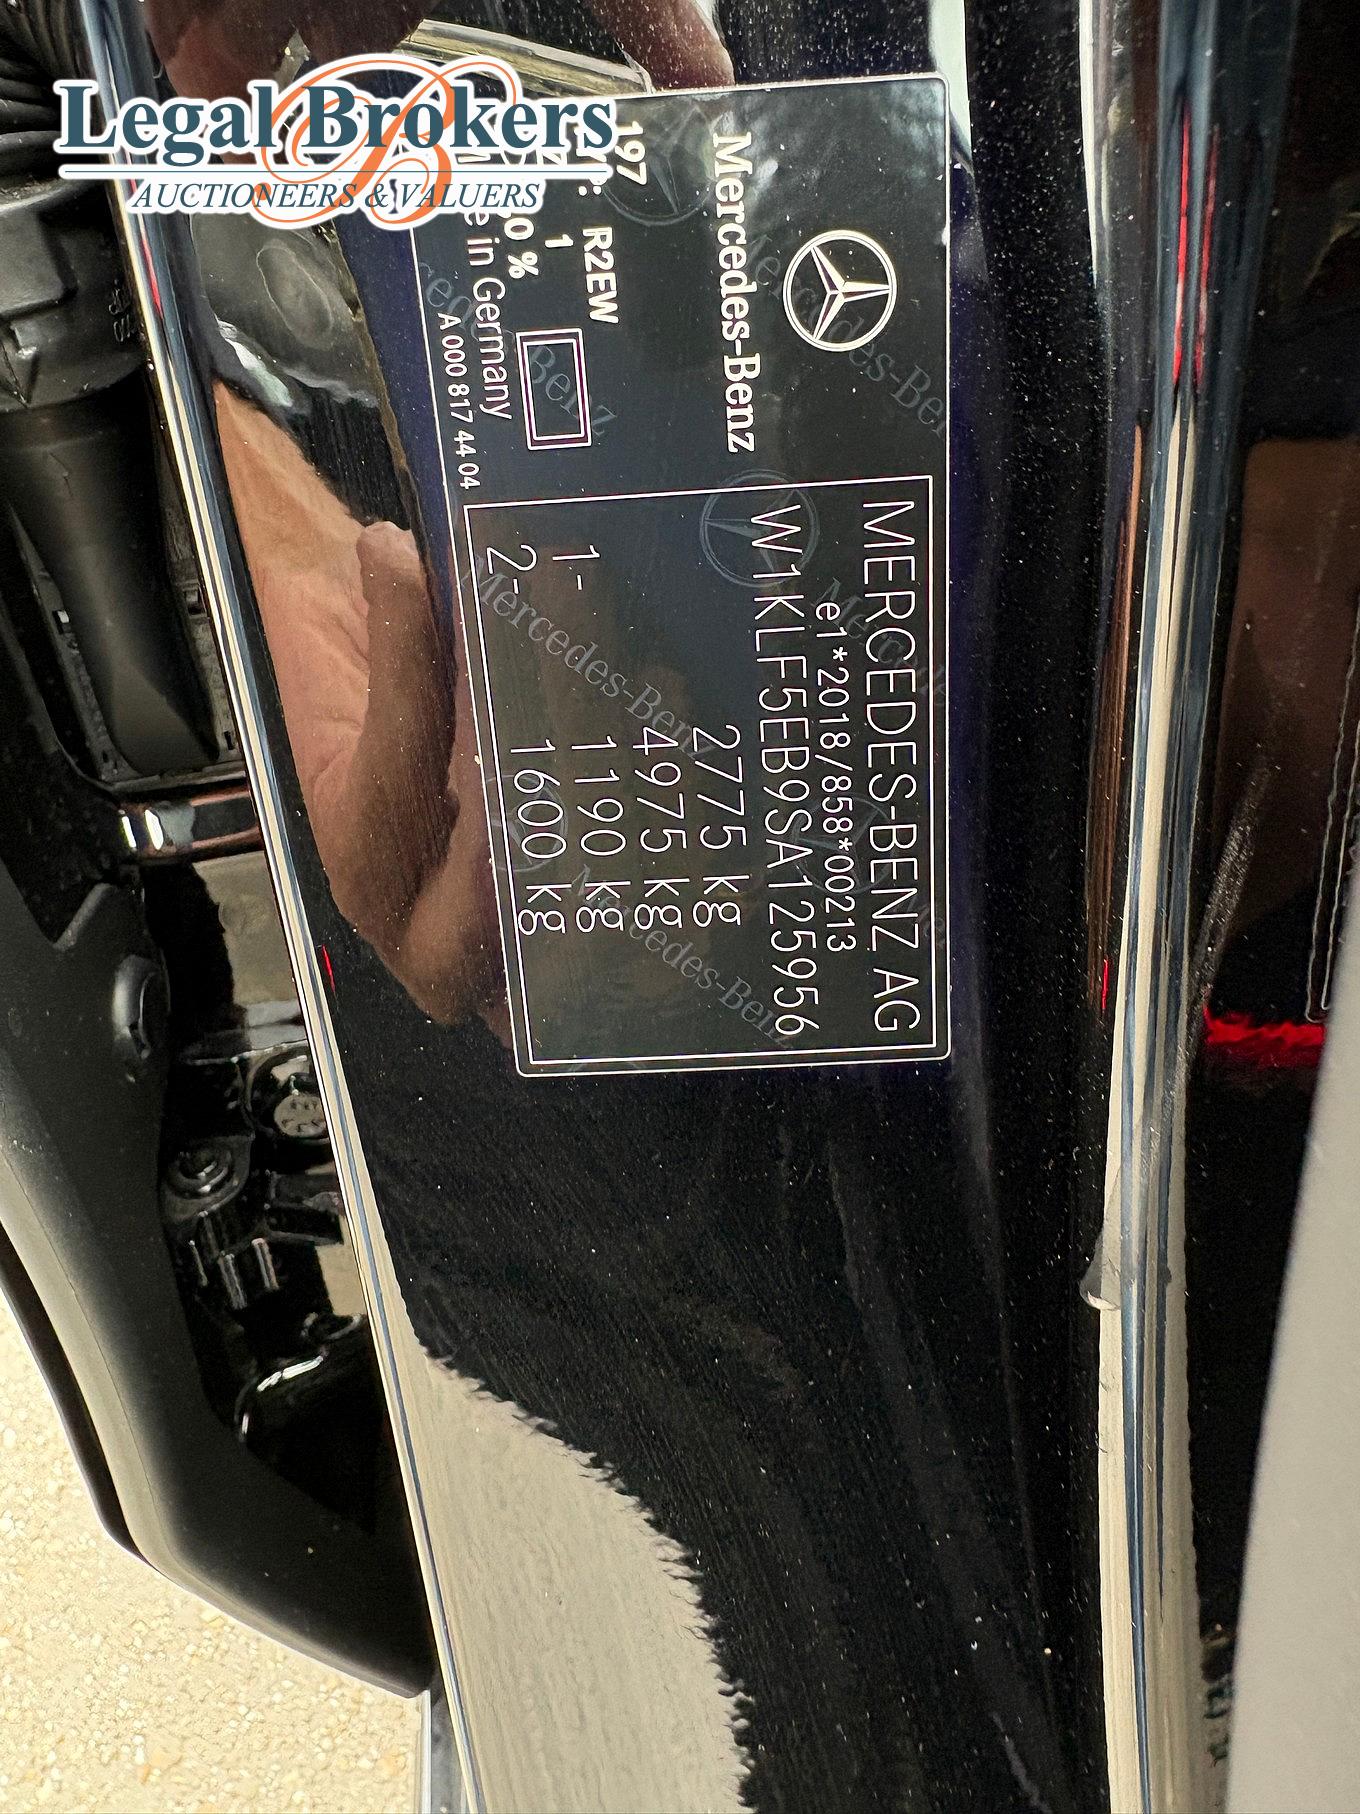 Legal Brokers
AUCTIONEERS & VALUERS
Mercedes-Benz
MERCEDES-BENZ AG
e1*2018/858*00213
W1KLF5EB9SA125956
2775 kg
4975 kg
1- 1190 kg
2- 1600 kg
197
R2EW
1
%
in Germany
A 000 817 44 04